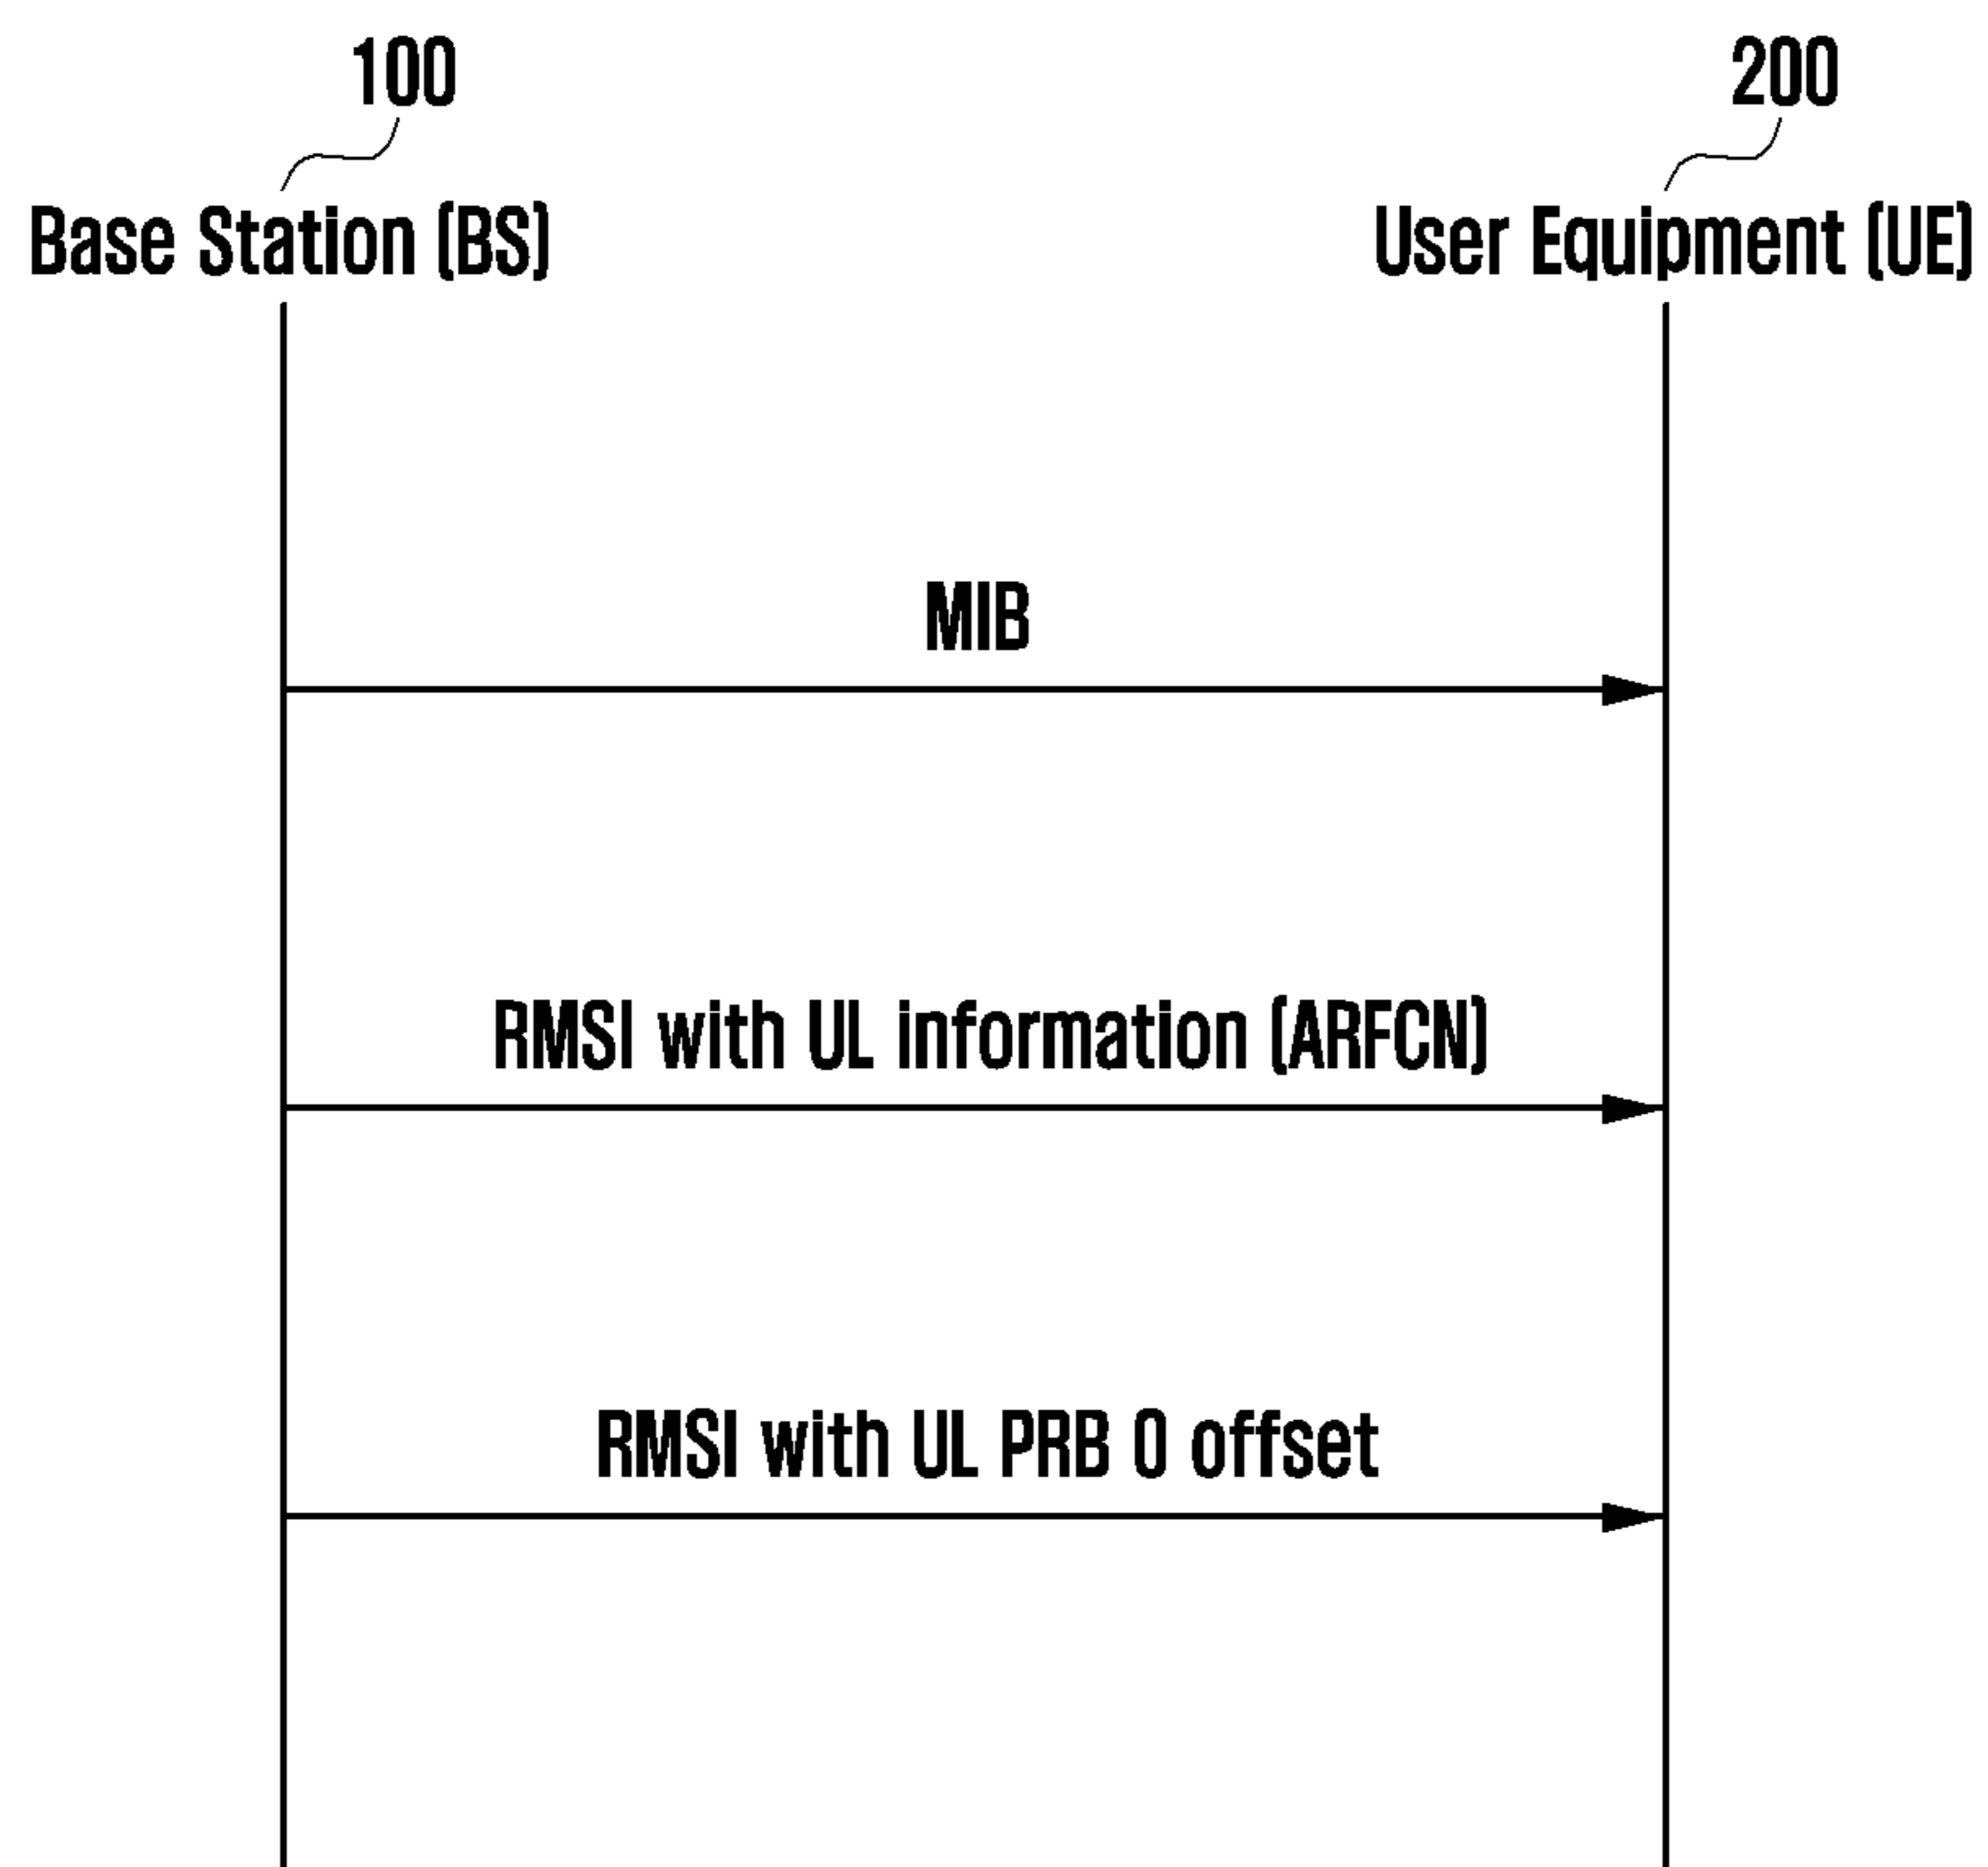 100
200
Base Station (BS)
User Equipment (UE)
MIB
RMSI with UL information (ARFCN)
RMSI with UL PRB 0 offset